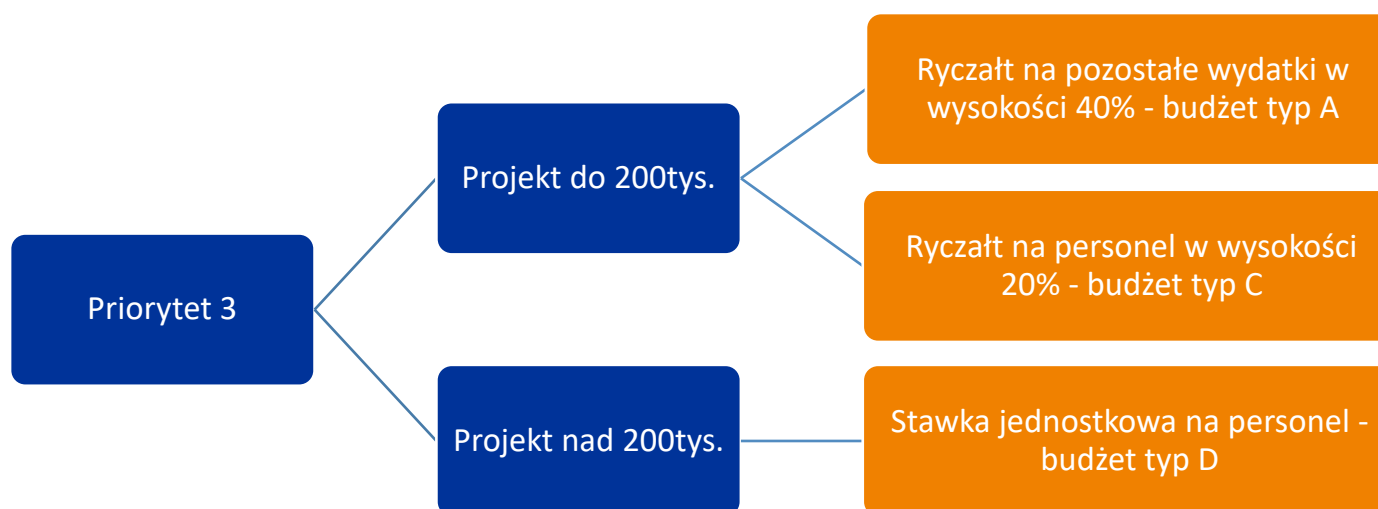 Priorytet 3
Projekt do 200tys.
Ryczałt na pozostałe wydatki w
wysokości 40% - budżet typ A
Ryczałt na personel w wysokości
20% - budżet typ C
Projekt nad 200tys.
Stawka jednostkowa na personel -
budżet typ D